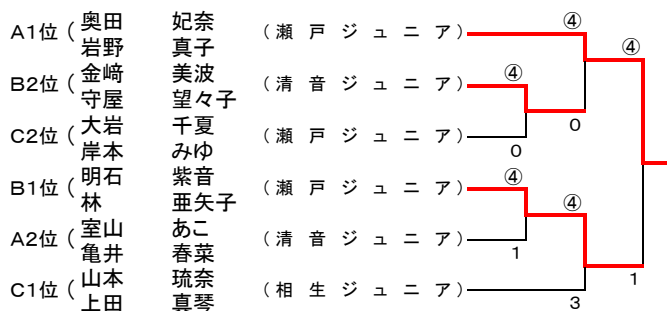 奥田 妃奈
A1位 ( (瀬戸ジュニア) ④ ④
岩野 真子
金﨑 美波
B2位 ( (清音ジュニア) ④
守屋 望々子
0
大岩 千夏
C2位 ( (瀬戸ジュニア)
岸本 みゆ
0
明石 紫音
B1位 ( (瀬戸ジュニア) ④ ④
林 亜矢子
室山 あこ
A2位 ( (清音ジュニア)
亀井 春菜
1
山本 琉奈
1
C1位 ( (相生ジュニア)
上田 真琴
3